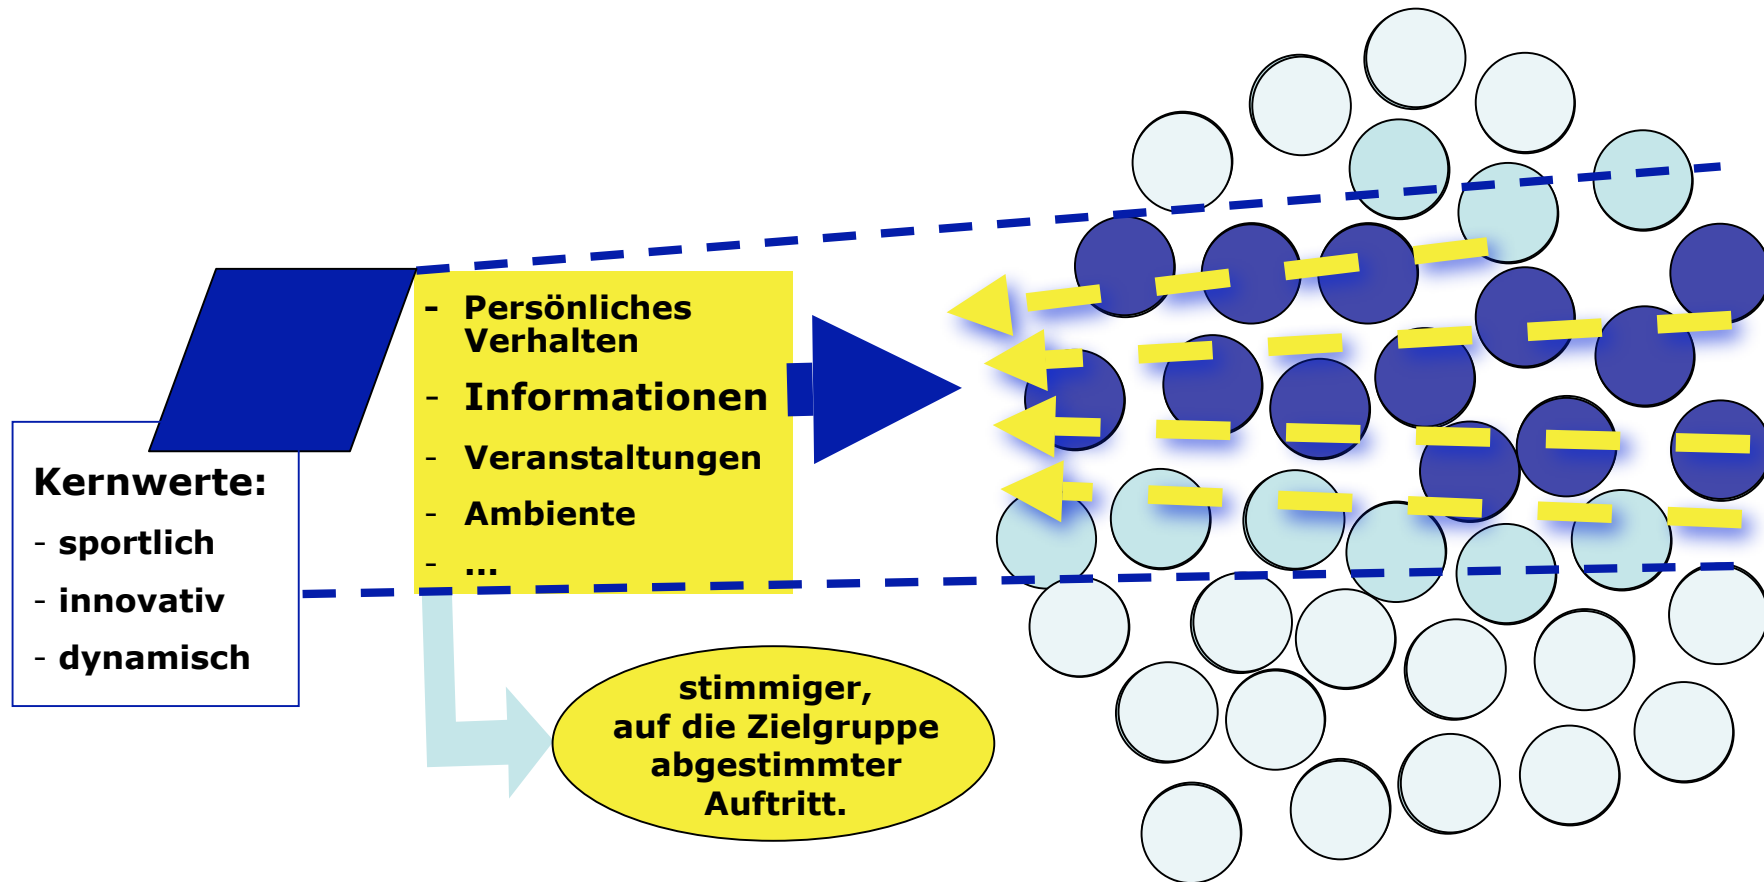 - Persönliches
Verhalten
- Informationen
- Veranstaltungen
- Ambiente
- ...
Kernwerte:
- sportlich
- innovativ
- dynamisch
stimmiger,
auf die Zielgruppe
abgestimmter
Auftritt.